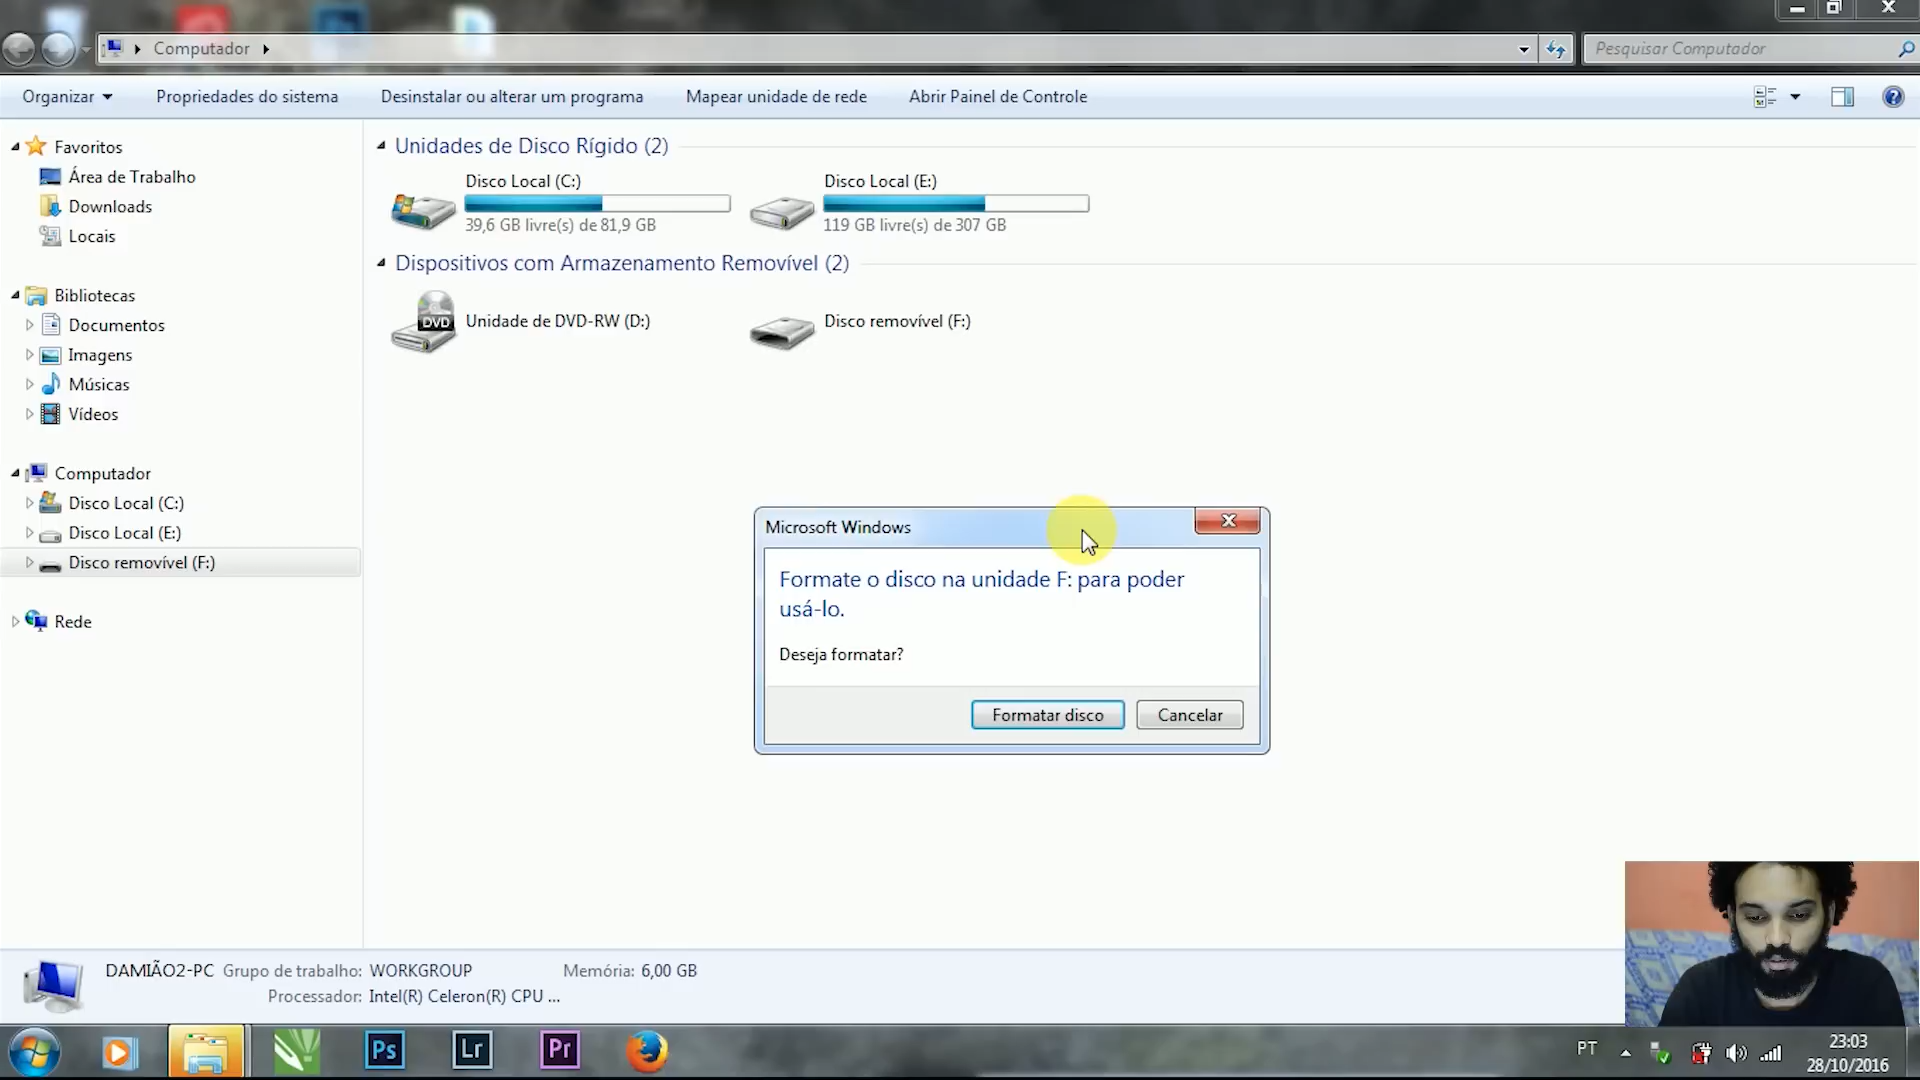 Computador
Pesquisar Computador
Organizar
Propriedades do sistema
Desinstalar ou alterar um programa
Mapear unidade de rede
Abrir Painel de Controle
Favoritos
Área de Trabalho
Downloads
Locais
Bibliotecas
Documentos
Imagens
Músicas
Vídeos
Computador
Disco Local (C:)
Disco Local (E:)
Disco removível (F:)
Rede
Unidades de Disco Rígido (2)
Disco Local (C:)
39,6 GB livre(s) de 81,9 GB
Disco Local (E:)
119 GB livre(s) de 307 GB
Dispositivos com Armazenamento Removível (2)
DVD
Unidade de DVD-RW (D:)
Disco removível (F:)
Microsoft Windows
Formate o disco na unidade F: para poder
usá-lo.
Deseja formatar?
Formatar disco
Cancelar
DAMIÃO2-PC Grupo de trabalho: WORKGROUP Memória: 6,00 GB
Processador: Intel(R) Celeron(R) CPU ...
Ps
Lr
Pr
PT
23:03
28/10/2016